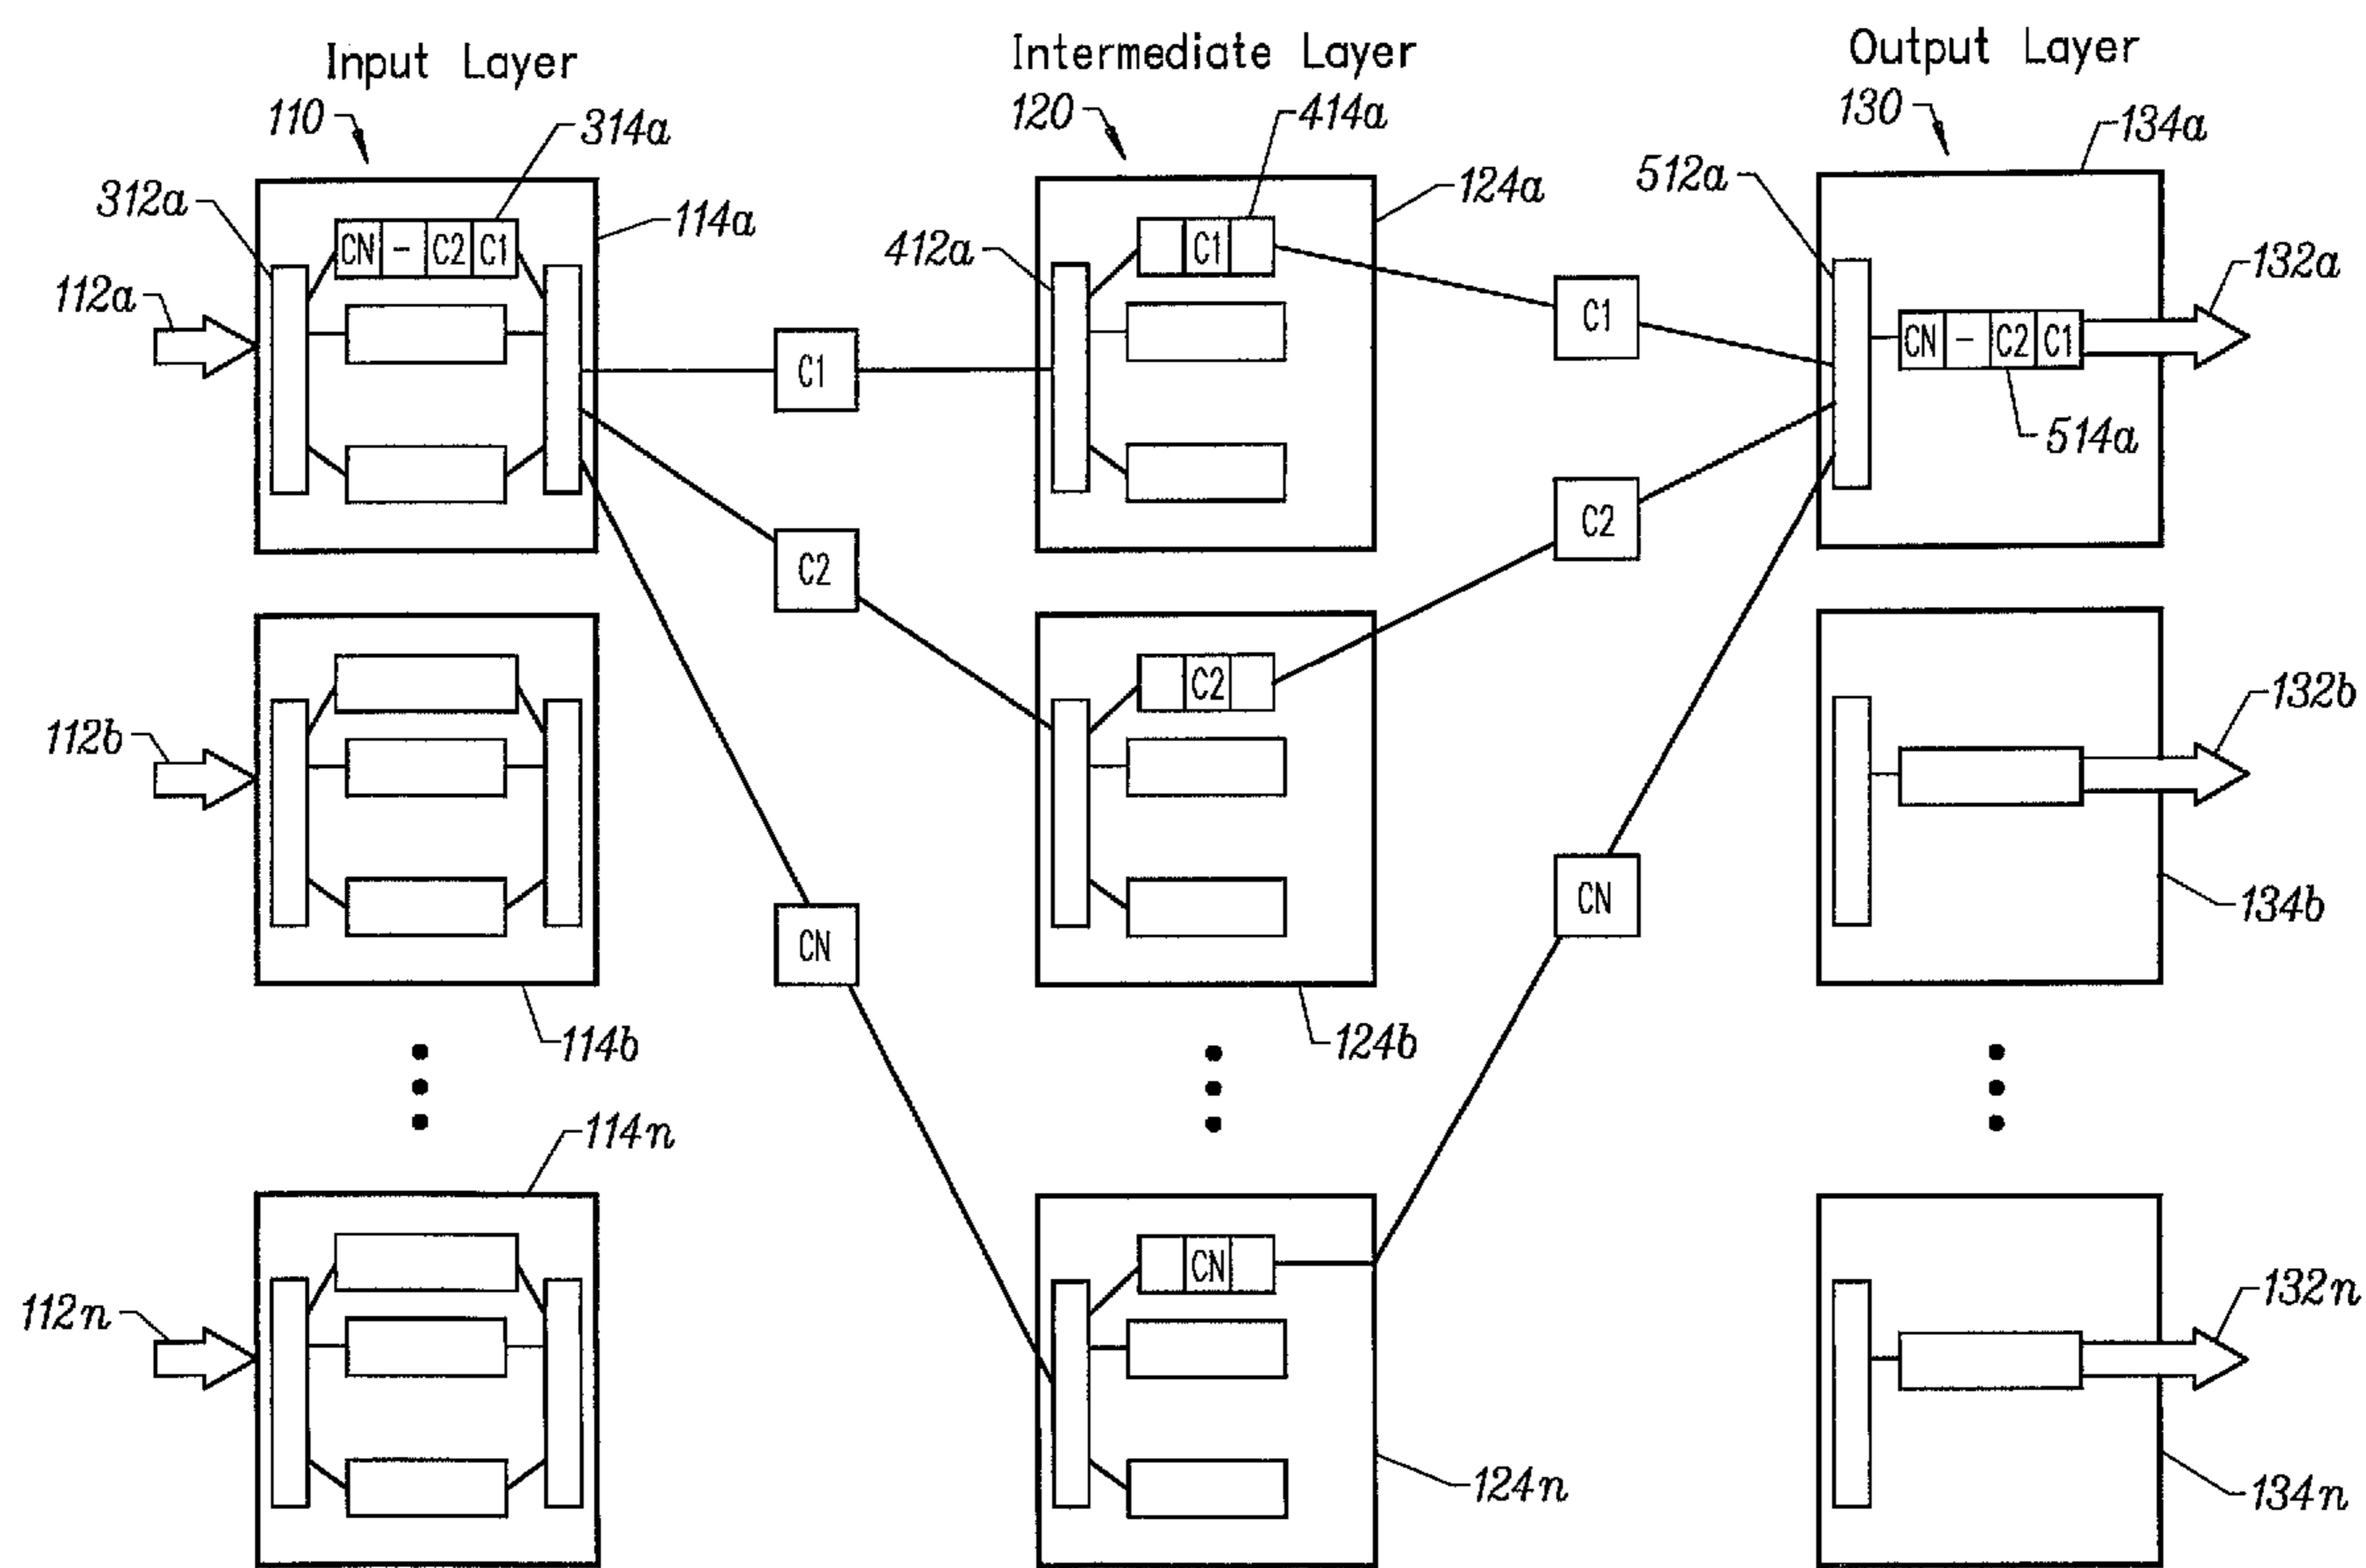 Input Layer
Intermediate Layer
Output Layer
110
314a
120
414a
130
134a
312a
114a
412a
124a
512a
132a
112a
CN - C2 C1
C1
C1
C1
CN - C2 C1
514a
C2
C2
C2
112b
132b
CN
CN
134b
114b
124b
114n
CN
112n
132n
124n
134n